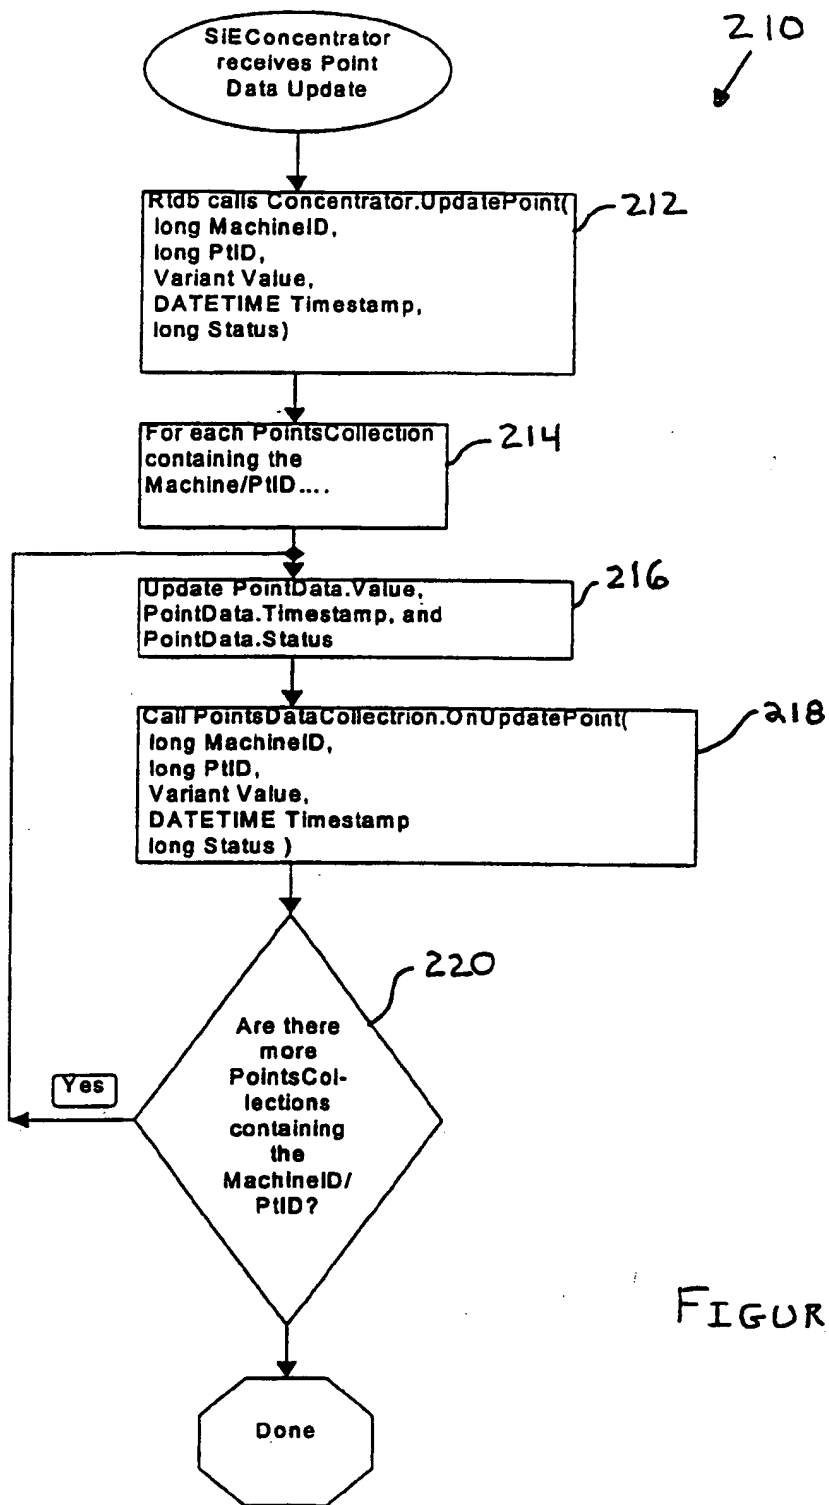 SiEConcentrator
receives Point
Data Update
210
Rtdb calls Concentrator.UpdatePoint(
long MachineID,
long PtID,
Variant Value,
DATETIME Timestamp,
long Status)
212
For each PointsCollection
containing the
Machine/PtID....
214
Update PointData.Value,
PointData.Timestamp, and
PointData.Status
216
Call PointsDataCollectrion.OnUpdatePoint(
long MachineID,
long PtID,
Variant Value,
DATETIME Timestamp
long Status )
218
220
Are there
more
PointsCol-
lections
containing
the
MachineID/
PtID?
Yes
Done
FIGUR